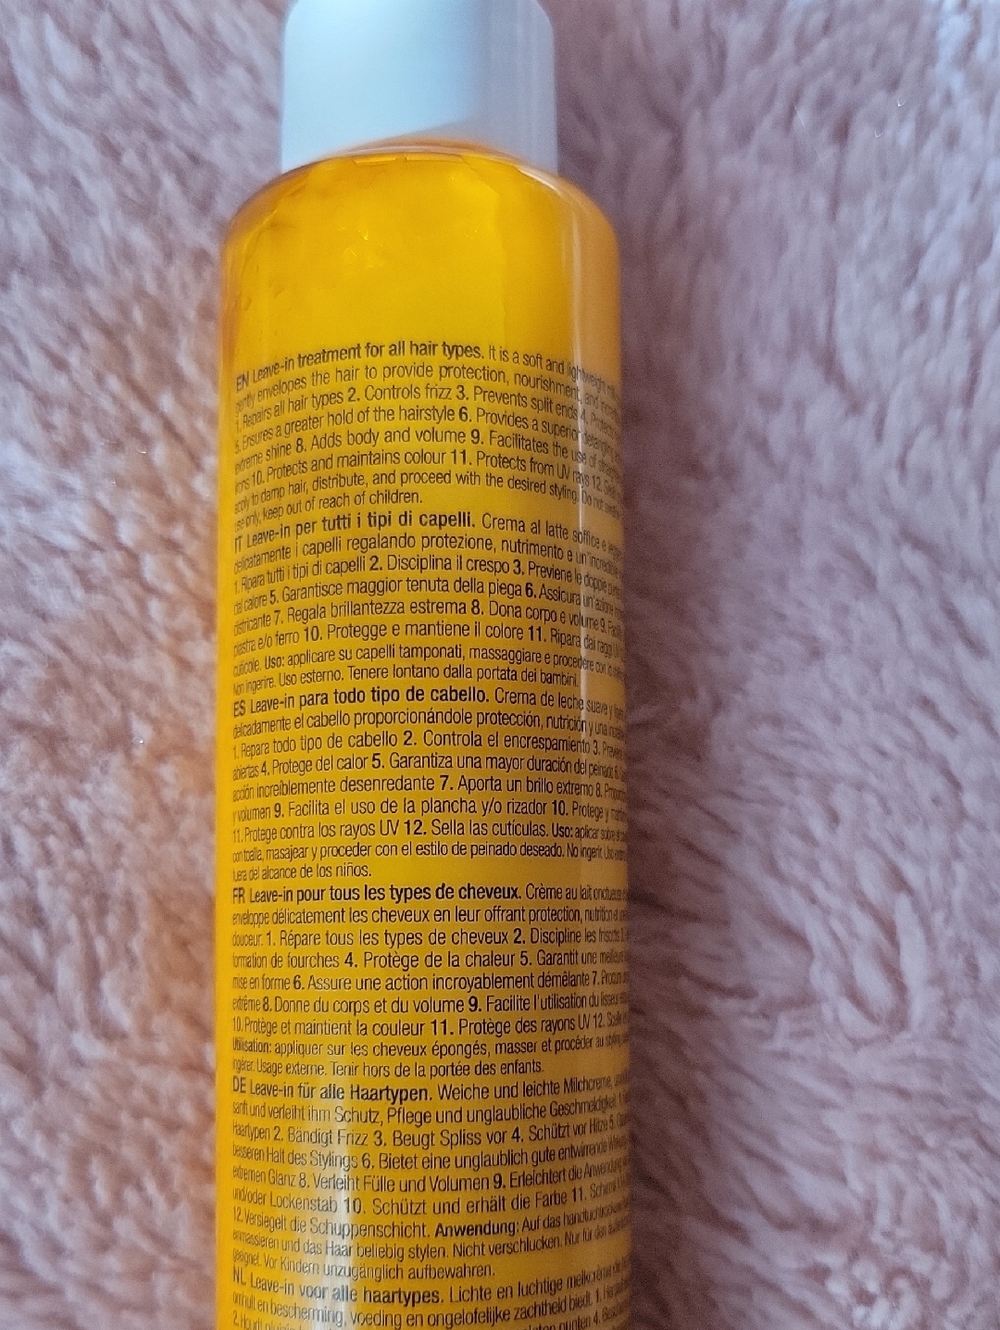 EN Leave-in treatment for all hair types. It is a soft and lightweight
gently envelopes the hair to provide protection, nourishment, and
1. Repairs all hair types 2. Controls frizz 3. Prevents split ends 4. Protects
5. Ensures a greater hold of the hairstyle 6. Provides a superior detangling
extreme shine 8. Adds body and volume 9. Facilitates the use of
10. Protects and maintains colour 11. Protects from UV rays 12.
apply to damp hair, distribute, and proceed with the desired styling. Do not
use only, keep out of reach of children.
IT Leave-in per tutti i tipi di capelli. Crema al latte soffice e
delicatamente i capelli regalando protezione, nutrimento e
1. Ripara tutti i tipi di capelli 2. Disciplina il crespo 3. Previene le doppie
dal calore 5. Garantisce maggior tenuta della piega 6. Assicura un'azione
districante 7. Regala brillantezza estrema 8. Dona corpo e volume 9.
piastra e/o ferro 10. Protegge e mantiene il colore 11. Ripara dai raggi
cuticole. Uso: applicare su capelli tamponati, massaggiare e procedere con lo
Non ingerire. Uso esterno. Tenere lontano dalla portata dei bambini.
ES Leave-in para todo tipo de cabello. Crema de leche suave y
delicadamente el cabello proporcionándole protección, nutrición y una
1. Repara todo tipo de cabello 2. Controla el encrespamiento 3.
abiertas 4. Protege del calor 5. Garantiza una mayor duración del peinado
acción increíblemente desenredante 7. Aporta un brillo extremo 8.
y volumen 9. Facilita el uso de la plancha y/o rizador 10. Protege y
11. Protege contra los rayos UV 12. Sella las cutículas. Uso: aplicar
con toalla, masajear y proceder con el estilo de peinado deseado. No ingerir. Uso
fuera del alcance de los niños.
FR Leave-in pour tous les types de cheveux. Crème au lait onctueuse
enveloppe délicatement les cheveux en leur offrant protection, nutrition et
douceur. 1. Répare tous les types de cheveux 2. Discipline les
formation de fourches 4. Protège de la chaleur 5. Garantit une meilleure
mise en forme 6. Assure une action incroyablement démêlante 7.
extrême 8. Donne du corps et du volume 9. Facilite l'utilisation du lisseur
10. Protège et maintient la couleur 11. Protège des rayons UV 12.
Utilisation: appliquer sur les cheveux épongés, masser et procéder au
ingérer. Usage externe. Tenir hors de la portée des enfants.
DE Leave-in für alle Haartypen. Weiche und leichte Milchcreme,
sanft und verleiht ihm Schutz, Pflege und unglaubliche Geschmeidigkeit.
Haartypen 2. Bändigt Frizz 3. Beugt Spliss vor 4. Schützt vor Hitze 5.
besseren Halt des Stylings 6. Bietet eine unglaublich gute entwirrende
extremen Glanz 8. Verleiht Fülle und Volumen 9. Erleichtert die Anwendung
und/oder Lockenstab 10. Schützt und erhält die Farbe 11.
12. Versiegelt die Schuppenschicht. Anwendung: Auf das
einmassieren und das Haar beliebig stylen. Nicht verschlucken. Nur für den
geeignet. Vor Kindern unzugänglich aufbewahren.
NL Leave-in voor alle haartypes. Lichte en luchtige
omhult en bescherming, voeding en ongelofelijke zachtheid biedt. 1.